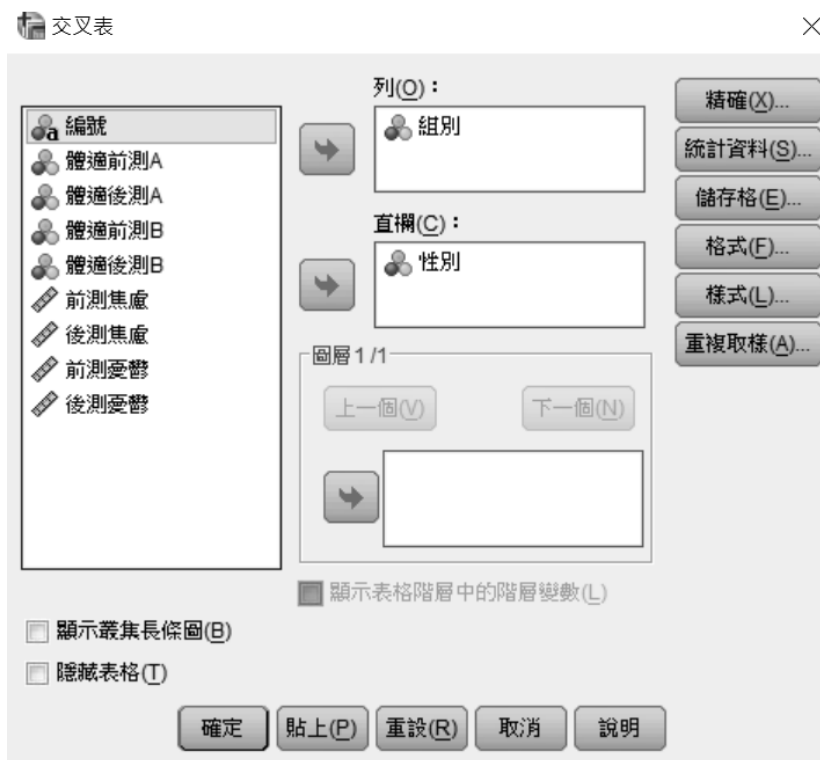 交叉表
編號
體適前測A
體適後測A
體適前測B
體適後測B
前測焦慮
後測焦慮
前測憂鬱
後測憂鬱
列(O):
組別
直欄(C):
性別
圖層 1 /1
上一個(V)
下一個(N)
顯示表格階層中的階層變數(L)
精確(X)...
統計資料(S)...
儲存格(E)...
格式(F)...
樣式(L)...
重複取樣(A)...
顯示叢集長條圖(B)
隱藏表格(T)
確定
貼上(P)
重設(R)
取消
說明